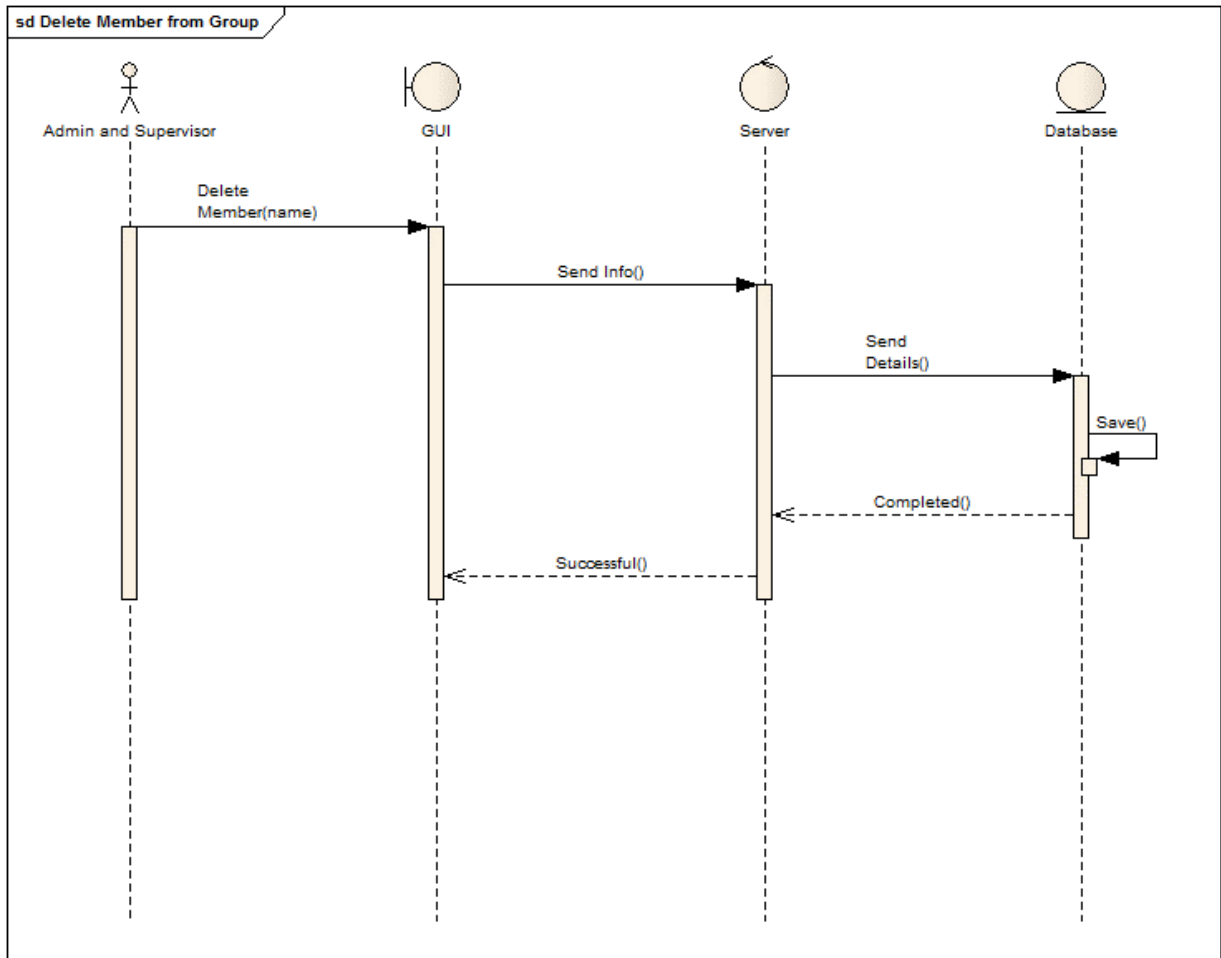 sd Delete Member from Group
Admin and Supervisor
GUI
Server
Database
Delete
Member(name)
Send Info()
Send
Details()
Save()
Completed()
Successful()